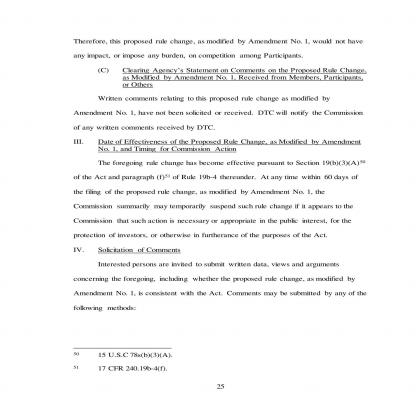 Therefore, this proposed rule change, as modified by Amendment No. 1, would not have
any impact, or impose any burden, on competition among Participants.
(C) Clearing Agency's Statement on Comments on the Proposed Rule Change,
as Modified by Amendment No. 1, Received from Members, Participants,
or Others
Written comments relating to this proposed rule change as modified by
Amendment No. 1, have not been solicited or received. DTC will notify the Commission
of any written comments received by DTC.
III. Date of Effectiveness of the Proposed Rule Change, as Modified by Amendment
No. 1, and Timing for Commission Action
The foregoing rule change has become effective pursuant to Section 19(b)(3)(A)50
of the Act and paragraph (f)51 of Rule 19b-4 thereunder. At any time within 60 days of
the filing of the proposed rule change, as modified by Amendment No. 1, the
Commission summarily may temporarily suspend such rule change if it appears to the
Commission that such action is necessary or appropriate in the public interest, for the
protection of investors, or otherwise in furtherance of the purposes of the Act.
IV. Solicitation of Comments
Interested persons are invited to submit written data, views and arguments
concerning the foregoing, including whether the proposed rule change, as modified by
Amendment No. 1, is consistent with the Act. Comments may be submitted by any of the
following methods:
50 15 U.S.C 78s(b)(3)(A).
51 17 CFR 240.19b-4(f).
25